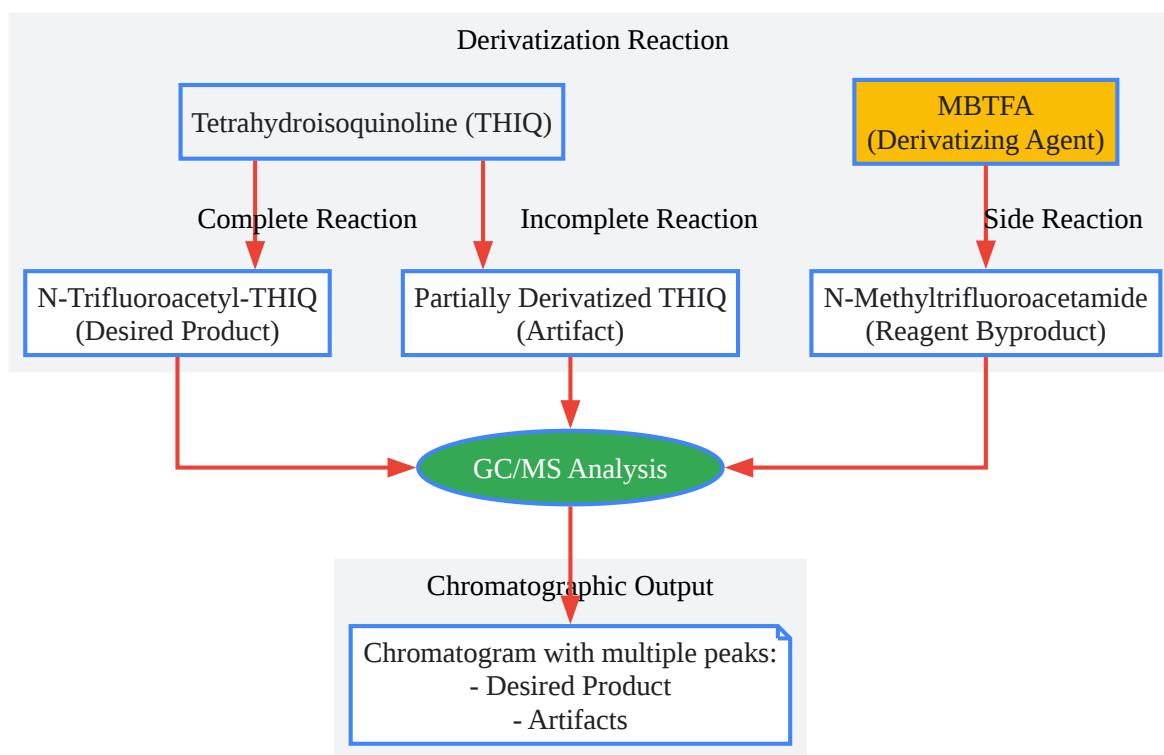 Derivatization Reaction
Tetrahydroisoquinoline (THIQ)
MBTFA
(Derivatizing Agent)
Complete Reaction
Incomplete Reaction
Side Reaction
N-Trifluoroacetyl-THIQ
(Desired Product)
Partially Derivatized THIQ
(Artifact)
N-Methyltrifluoroacetamide
(Reagent Byproduct)
GC/MS Analysis
Chromatographic Output
Chromatogram with multiple peaks:
- Desired Product
- Artifacts